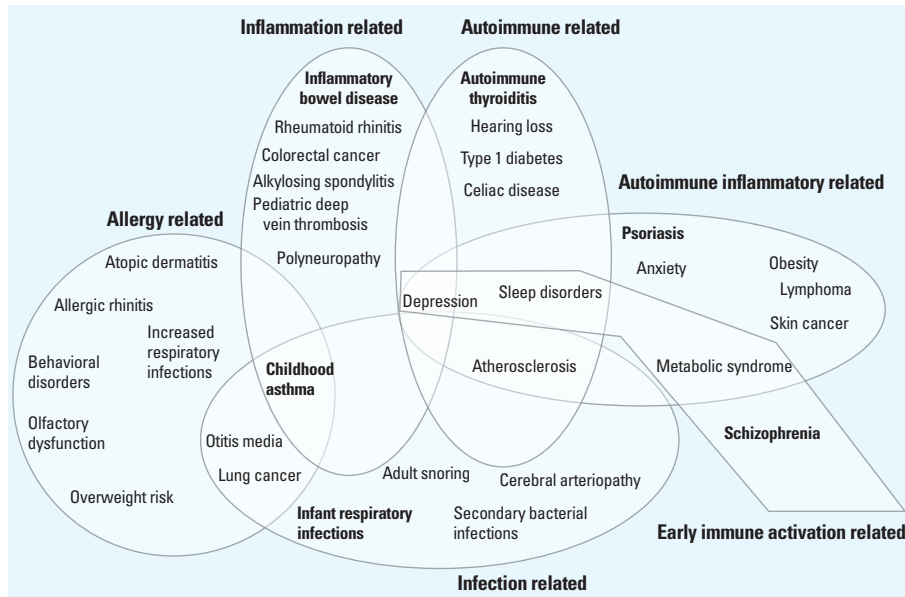 Inflammation related
Autoimmune related
Inflammatory
bowel disease
Rheumatoid rhinitis
Colorectal cancer
Alkylosing spondylitis
Pediatric deep
vein thrombosis
Polyneuropathy
Autoimmune
thyroiditis
Hearing loss
Type 1 diabetes
Celiac disease
Autoimmune inflammatory related
Psoriasis
Anxiety
Obesity
Lymphoma
Skin cancer
Allergy related
Atopic dermatitis
Allergic rhinitis
Increased
respiratory
infections
Behavioral
disorders
Olfactory
dysfunction
Overweight risk
Childhood
asthma
Otitis media
Lung cancer
Depression
Sleep disorders
Atherosclerosis
Metabolic syndrome
Schizophrenia
Adult snoring
Cerebral arteriopathy
Infant respiratory
infections
Secondary bacterial
infections
Early immune activation related
Infection related